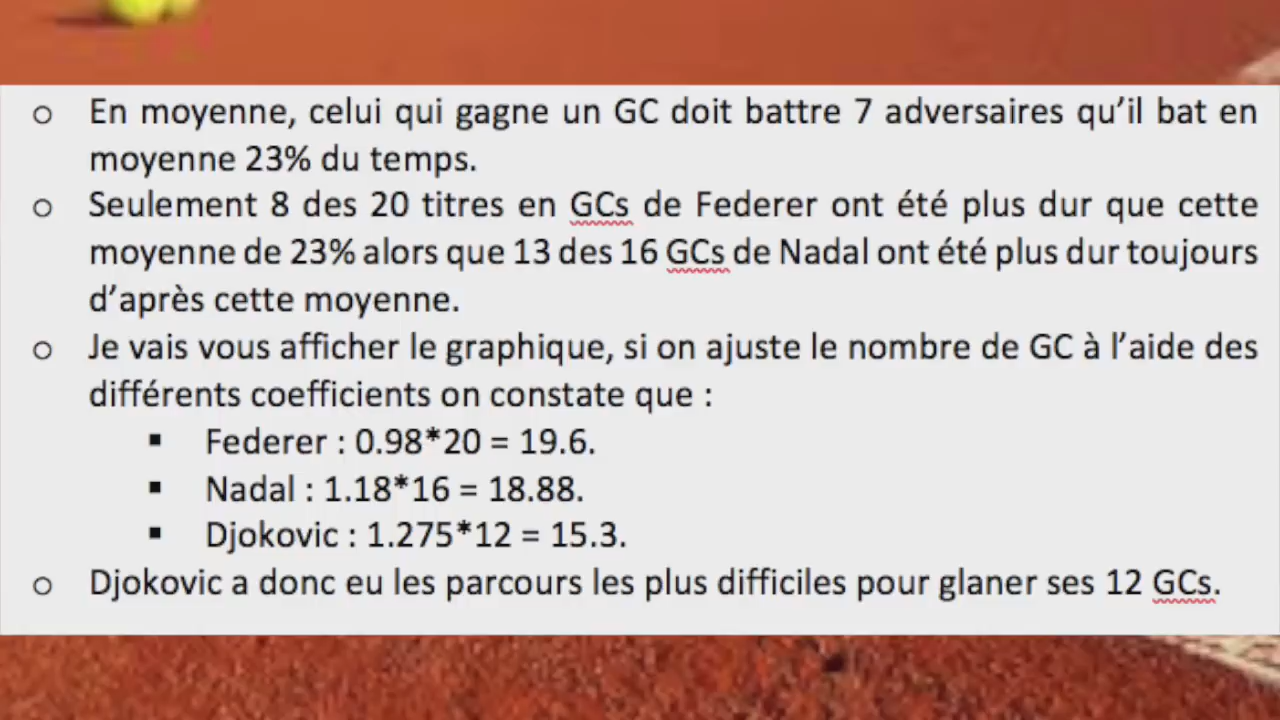 o En moyenne, celui qui gagne un GC doit battre 7 adversaires qu'il bat en
moyenne 23% du temps.
o Seulement 8 des 20 titres en GCs de Federer ont été plus dur que cette
moyenne de 23% alors que 13 des 16 GCs de Nadal ont été plus dur toujours
d'après cette moyenne.
o Je vais vous afficher le graphique, si on ajuste le nombre de GC à l'aide des
différents coefficients on constate que :
▪ Federer : 0.98*20 = 19.6.
▪ Nadal : 1.18*16 = 18.88.
▪ Djokovic : 1.275*12 = 15.3.
o Djokovic a donc eu les parcours les plus difficiles pour glaner ses 12 GCs.